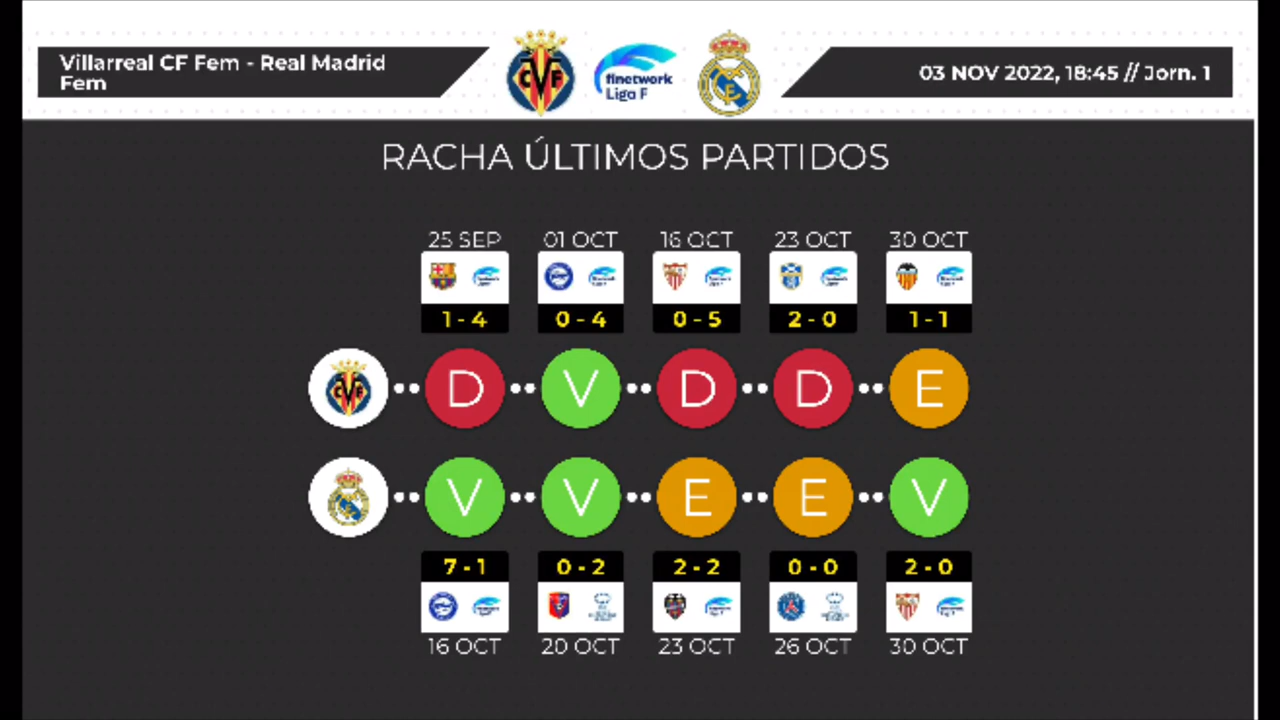 Villarreal CF Fem - Real Madrid
Fem
finetwork
Liga F
03 NOV 2022, 18:45 // Jorn. 1
RACHA ÚLTIMOS PARTIDOS
25 SEP 01 OCT 16 OCT 23 OCT 30 OCT
1 - 4 0 - 4 0 - 5 2 - 0 1 - 1
D V D D E
V V E E V
7 - 1 0 - 2 2 - 2 0 - 0 2 - 0
16 OCT 20 OCT 23 OCT 26 OCT 30 OCT